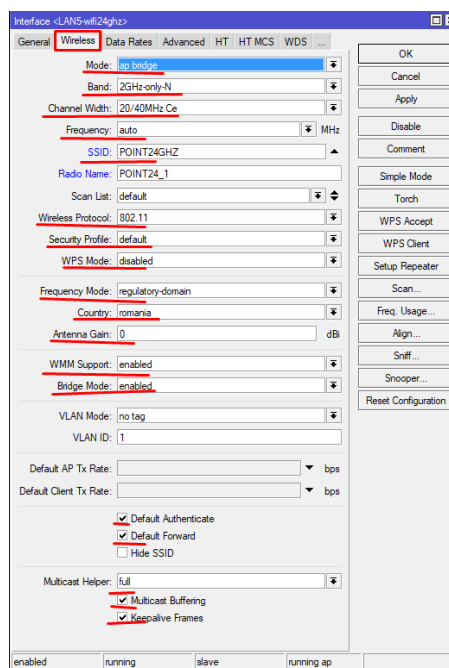 Interface <LAN5-wifi24ghz>
General Wireless Data Rates Advanced HT HT MCS WDS ...
Mode: ap bridge
Band: 2GHz-only-N
Channel Width: 20/40MHz Ce
Frequency: auto MHz
SSID: POINT24GHZ
Radio Name: POINT24_1
Scan List: default
Wireless Protocol: 802.11
Security Profile: default
WPS Mode: disabled
Frequency Mode: regulatory-domain
Country: romania
Antenna Gain: 0 dBi
WMM Support: enabled
Bridge Mode: enabled
VLAN Mode: no tag
VLAN ID: 1
Default AP Tx Rate: bps
Default Client Tx Rate: bps
Default Authenticate
Default Forward
Hide SSID
Multicast Helper: full
Multicast Buffering
Keepalive Frames
OK
Cancel
Apply
Disable
Comment
Simple Mode
Torch
WPS Accept
WPS Client
Setup Repeater
Scan...
Freq. Usage...
Align...
Sniff...
Snooper...
Reset Configuration
enabled running slave running ap